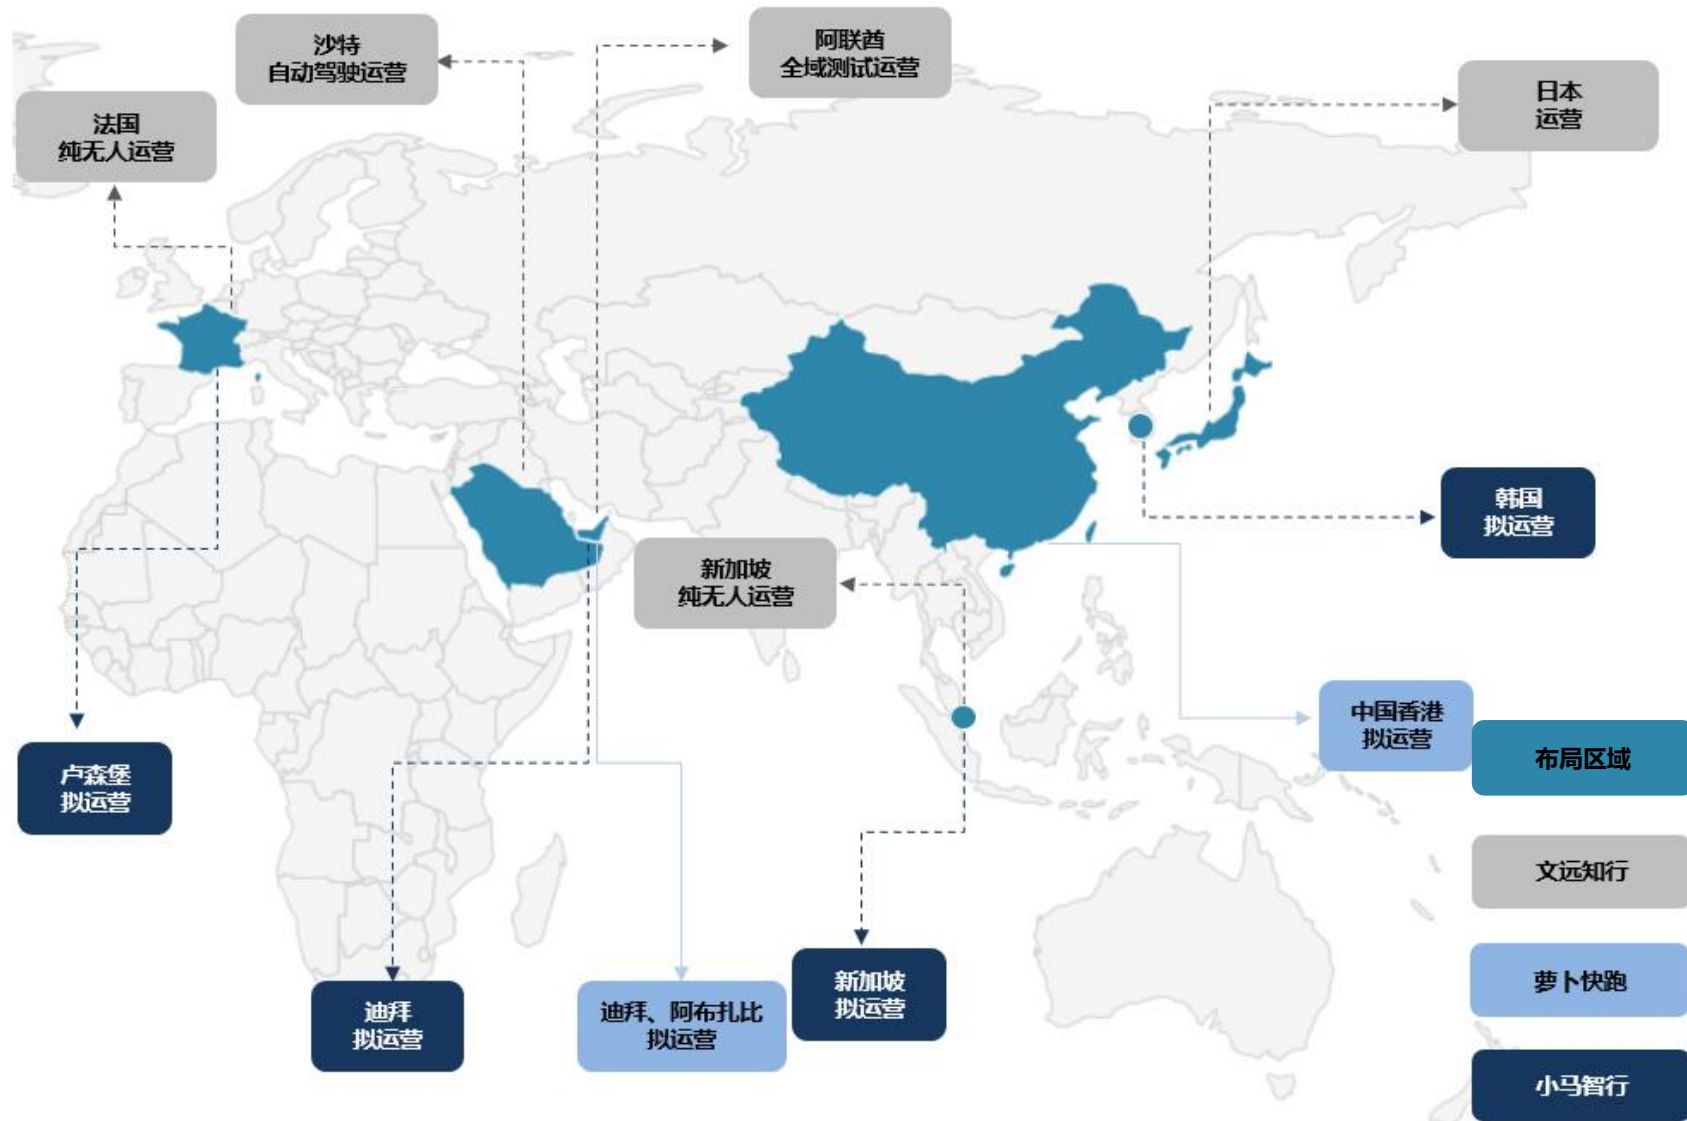 沙特
自动驾驶运营
阿联酋
全域测试运营
日本
运营
法国
纯无人运营
韩国
拟运营
新加坡
纯无人运营
中国香港
拟运营
卢森堡
拟运营
迪拜
拟运营
迪拜、阿布扎比
拟运营
新加坡
拟运营
布局区域
文远知行
萝卜快跑
小马智行